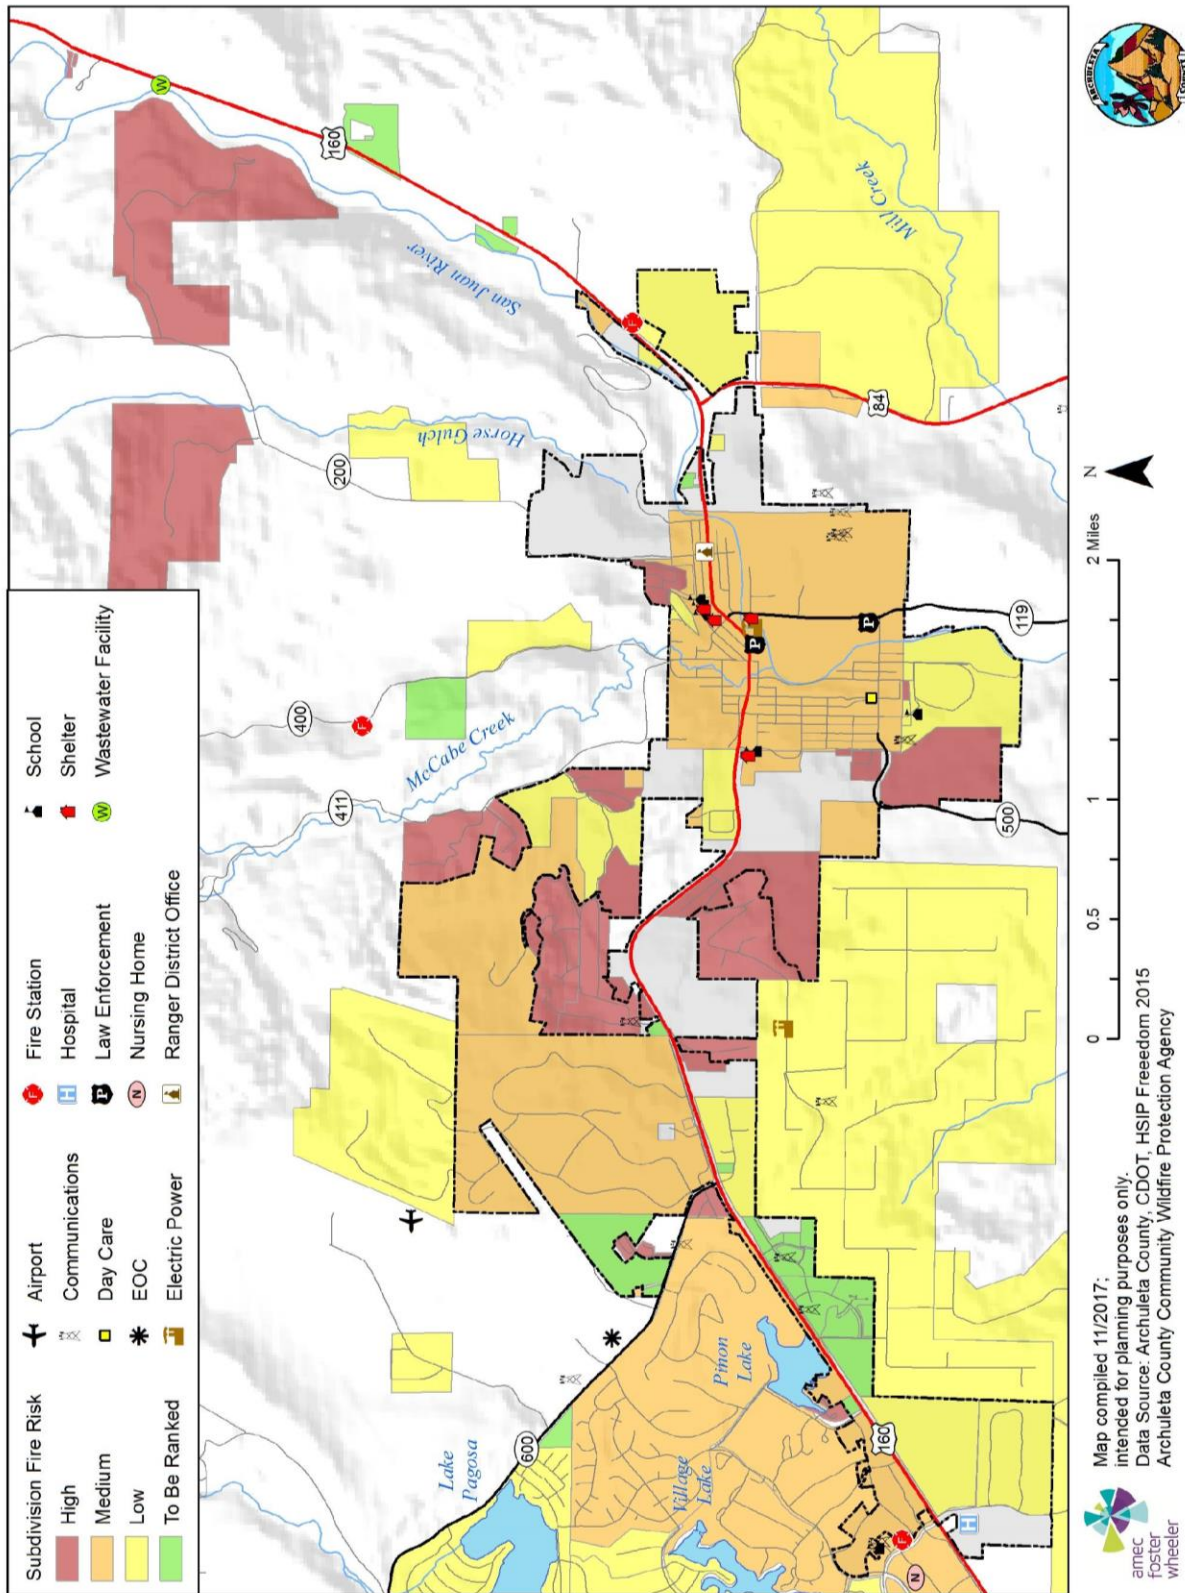 Subdivision Fire Risk
High
Medium
Low
To Be Ranked
Airport
Communications
Day Care
EOC
Electric Power
F Fire Station
H Hospital
P Law Enforcement
N Nursing Home
Ranger District Office
School
Shelter
W Wastewater Facility
W
160
San Juan River
Horse Gulch
200
400
F
411
McCabe Creek
F
Mill Creek
84
P
P
119
500
Lake
Pagosa
600
Pinon
Lake
Village
Lake
160
F
H
N
0 0.5 1 2 Miles
N
Map compiled 11/2017;
intended for planning purposes only.
Data Source: Archuleta County, CDOT, HSIP Freeedom 2015
Archuleta County Community Wildfire Protection Agency
amec
foster
wheeler
ARCHULETA
COUNTY